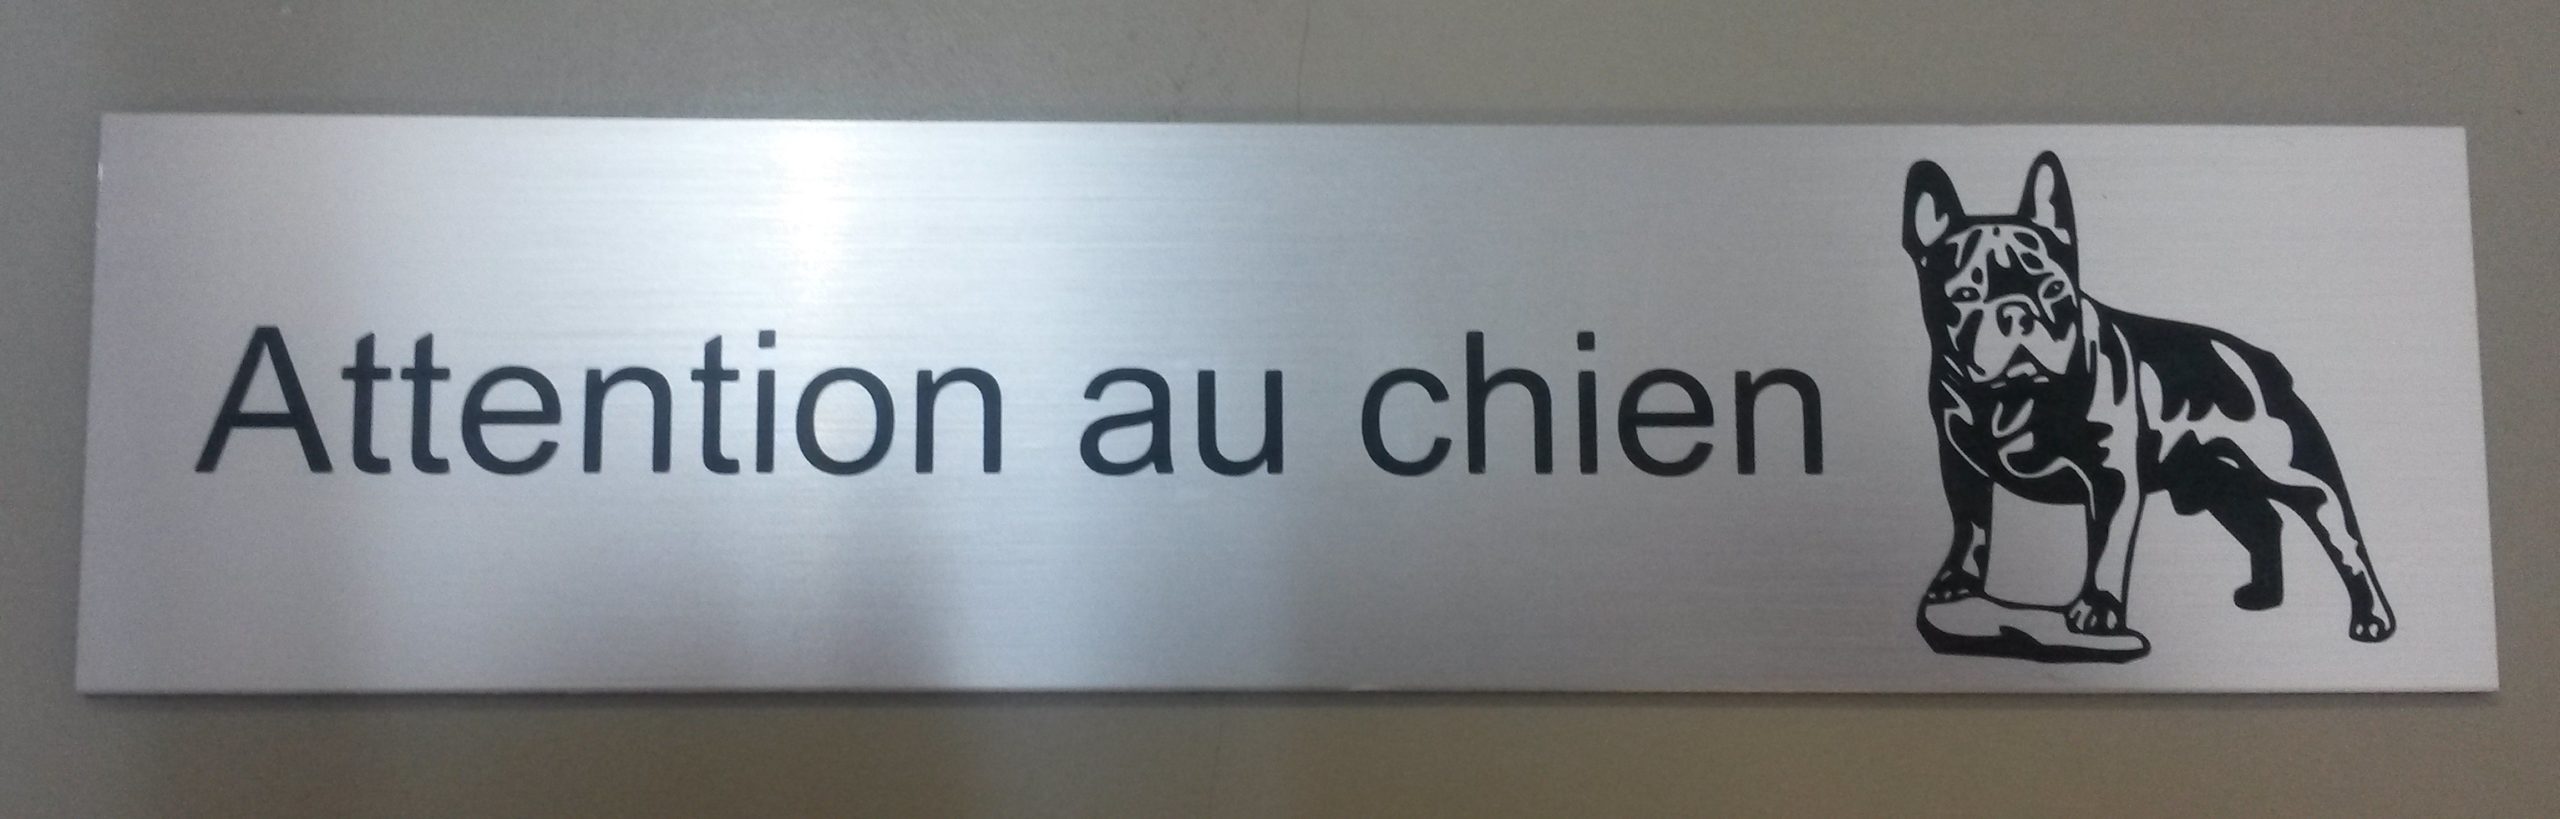 Attention au chien